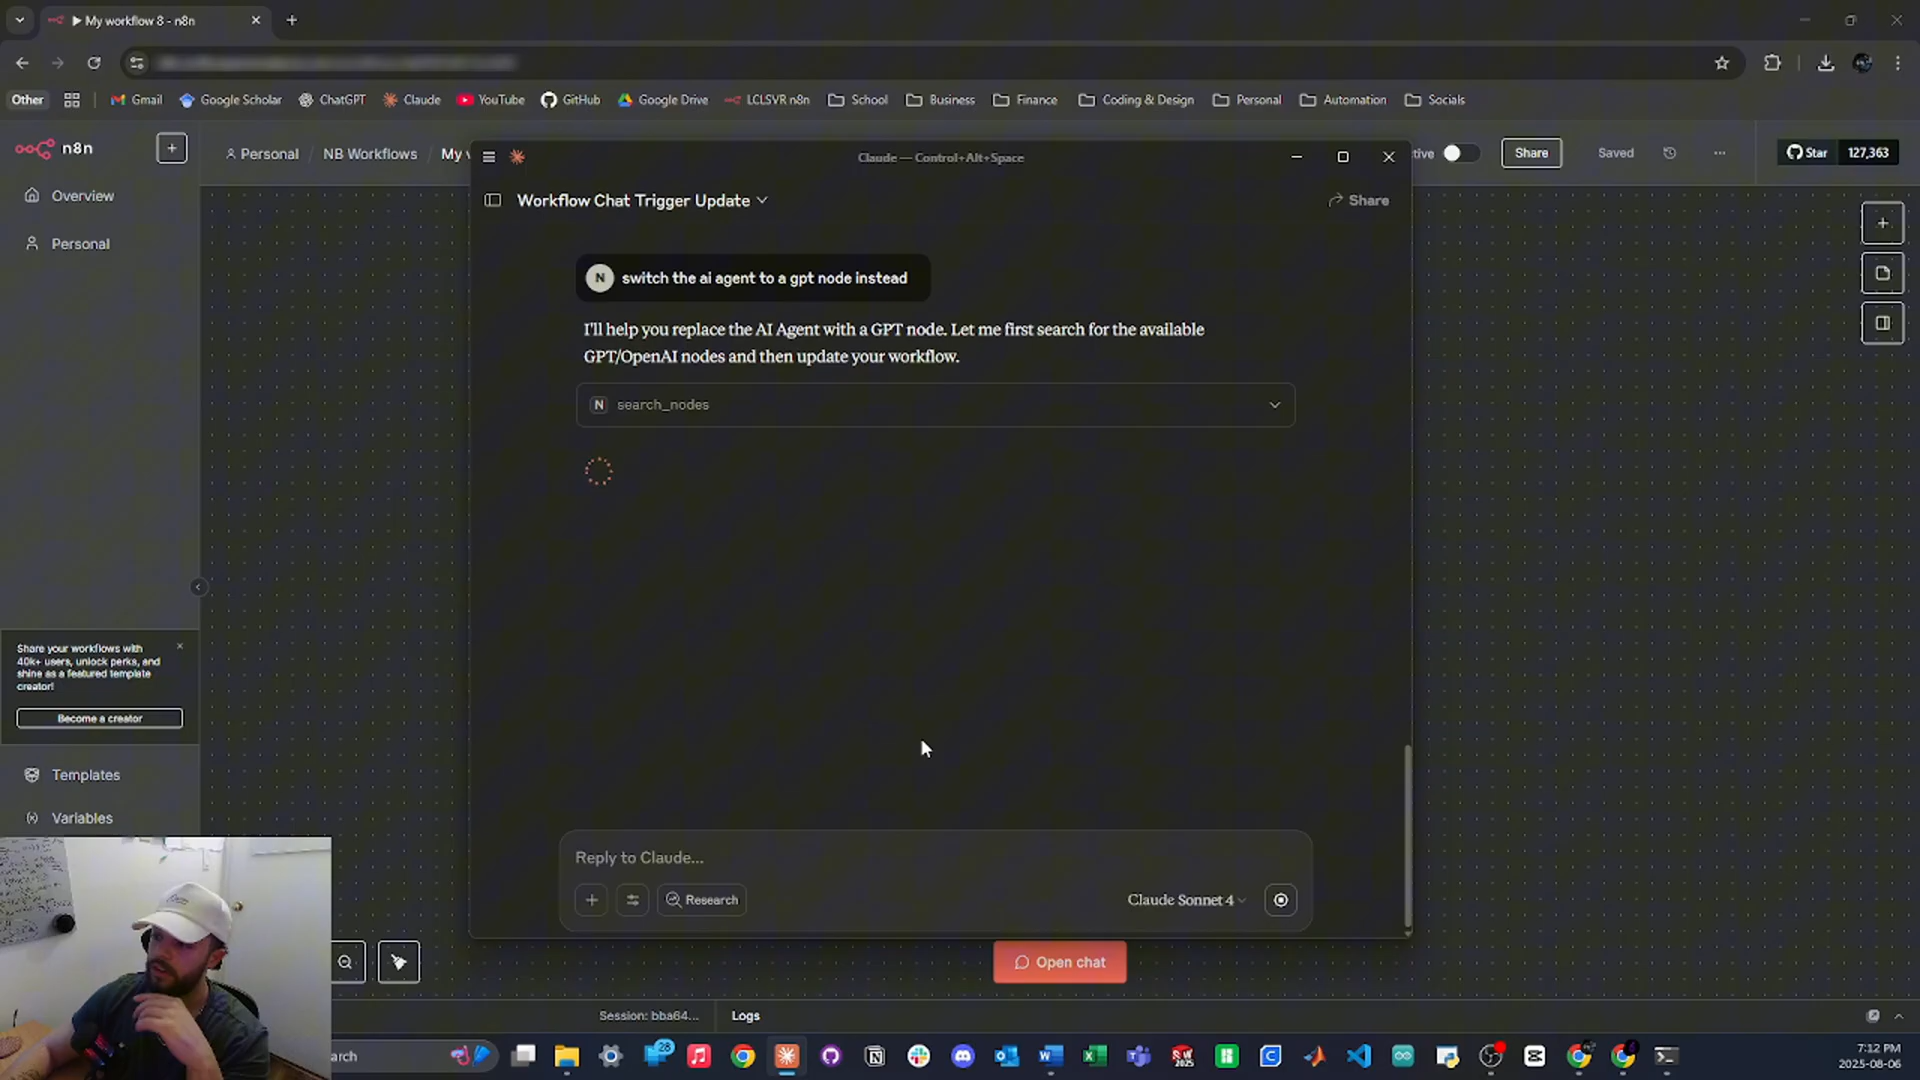 ▶ My workflow 8 - n8n
Other
Gmail
Google Scholar
ChatGPT
Claude
YouTube
GitHub
Google Drive
LCLSVR n8n
School
Business
Finance
Coding & Design
Personal
Automation
Socials
n8n
Personal / NB Workflows / My
Share
Saved
Star 127,363
Claude — Control+Alt+Space
Overview
Personal
Workflow Chat Trigger Update
Share
N switch the ai agent to a gpt node instead
I'll help you replace the AI Agent with a GPT node. Let me first search for the available
GPT/OpenAI nodes and then update your workflow.
N search_nodes
Share your workflows with
40k+ users, unlock perks, and
shine as a featured template
creator!
Become a creator
Templates
Variables
Reply to Claude...
Research
Claude Sonnet 4
Open chat
Session: bba64...
Logs
arch
28
7:12 PM
2025-08-06